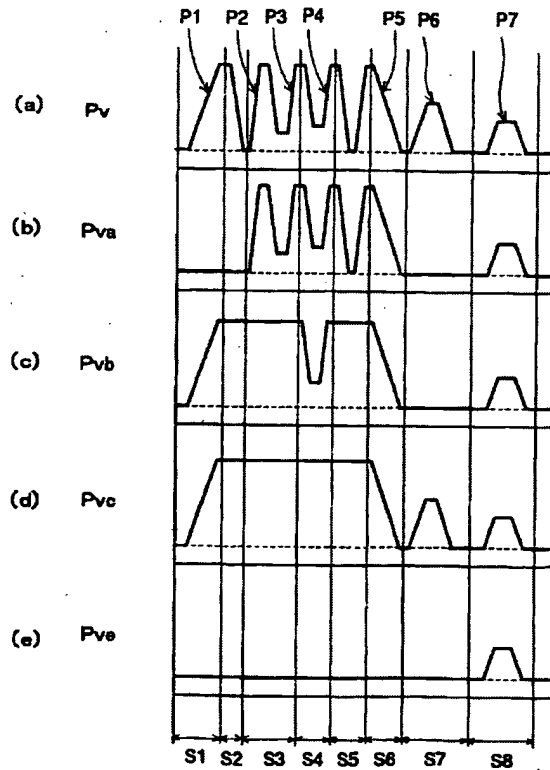 P1 P2 P3 P4 P5 P6 P7
(a) Pv
(b) Pva
(c) Pvb
(d) Pvc
(e) Pve
S1 S2 S3 S4 S5 S6 S7 S8